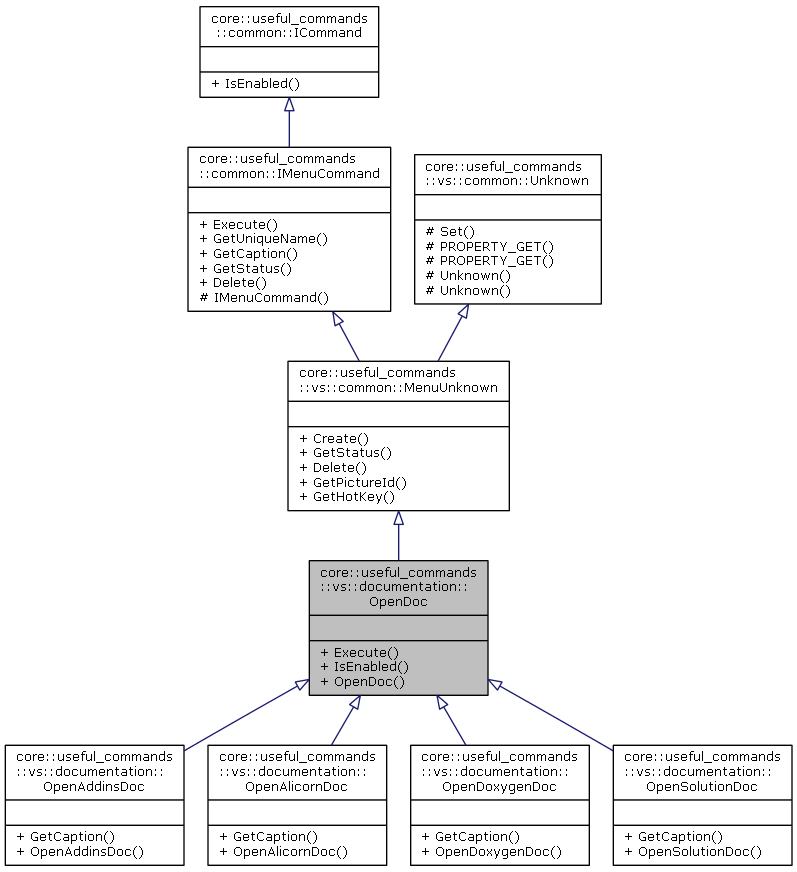 core::useful_commands
::common::ICommand
+ IsEnabled()
core::useful_commands
::common::IMenuCommand
+ Execute()
+ GetUniqueName()
+ GetCaption()
+ GetStatus()
+ Delete()
# IMenuCommand()
core::useful_commands
::vs::common::Unknown
# Set()
# PROPERTY_GET()
# PROPERTY_GET()
# Unknown()
# Unknown()
core::useful_commands
::vs::common::MenuUnknown
+ Create()
+ GetStatus()
+ Delete()
+ GetPictureId()
+ GetHotKey()
core::useful_commands
::vs::documentation::
OpenDoc
+ Execute()
+ IsEnabled()
+ OpenDoc()
core::useful_commands
::vs::documentation::
OpenAddinsDoc
+ GetCaption()
+ OpenAddinsDoc()
core::useful_commands
::vs::documentation::
OpenAlicornDoc
+ GetCaption()
+ OpenAlicornDoc()
core::useful_commands
::vs::documentation::
OpenDoxygenDoc
+ GetCaption()
+ OpenDoxygenDoc()
core::useful_commands
::vs::documentation::
OpenSolutionDoc
+ GetCaption()
+ OpenSolutionDoc()